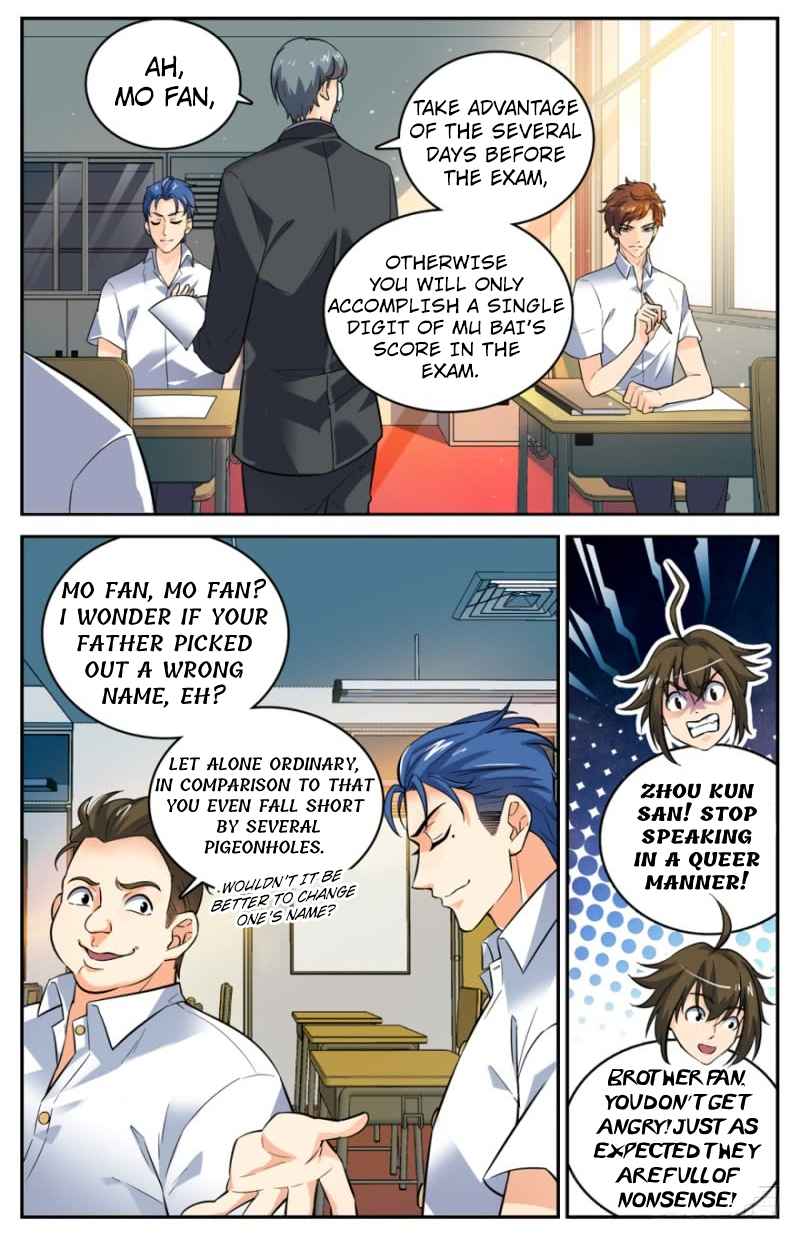 AH,
MO FAN,
TAKE ADVANTAGE
OF THE SEVERAL
DAYS BEFORE
THE EXAM,
OTHERWISE
YOU WILL ONLY
ACCOMPLISH A SINGLE
DIGIT OF MU BAI'S
SCORE IN THE
EXAM.
MO FAN, MO FAN?
I WONDER IF YOUR
FATHER PICKED
OUT A WRONG
NAME, EH?
LET ALONE ORDINARY,
IN COMPARISON TO THAT
YOU EVEN FALL SHORT
BY SEVERAL
PIGEONHOLES.
WOULDN'T IT BE
BETTER TO CHANGE
ONE'S NAME?
ZHOU KUN
SAN! STOP
SPEAKING
IN A QUEER
MANNER!
BROTHER FAN.
YOU DON'T GET
ANGRY! JUST AS
EXPECTED THEY
ARE FULL OF
NONSENSE!